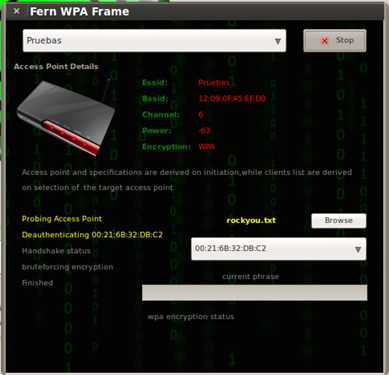 Fern WPA Frame
Pruebas
Stop
Access Point Details
Essid: Pruebas
Bssid: 12:09:0F:A5:EF:D0
Channel: 6
Power: -63
Encryption: WPA
Access point and specifications are derived on initiation,while clients list are derived
on selection of the target access point
Probing Access Point
rockyou.txt
Browse
Deauthenticating 00:21:6B:32:DB:C2
00:21:6B:32:DB:C2
Handshake status
bruteforcing encryption
current phrase
Finished
wpa encryption status